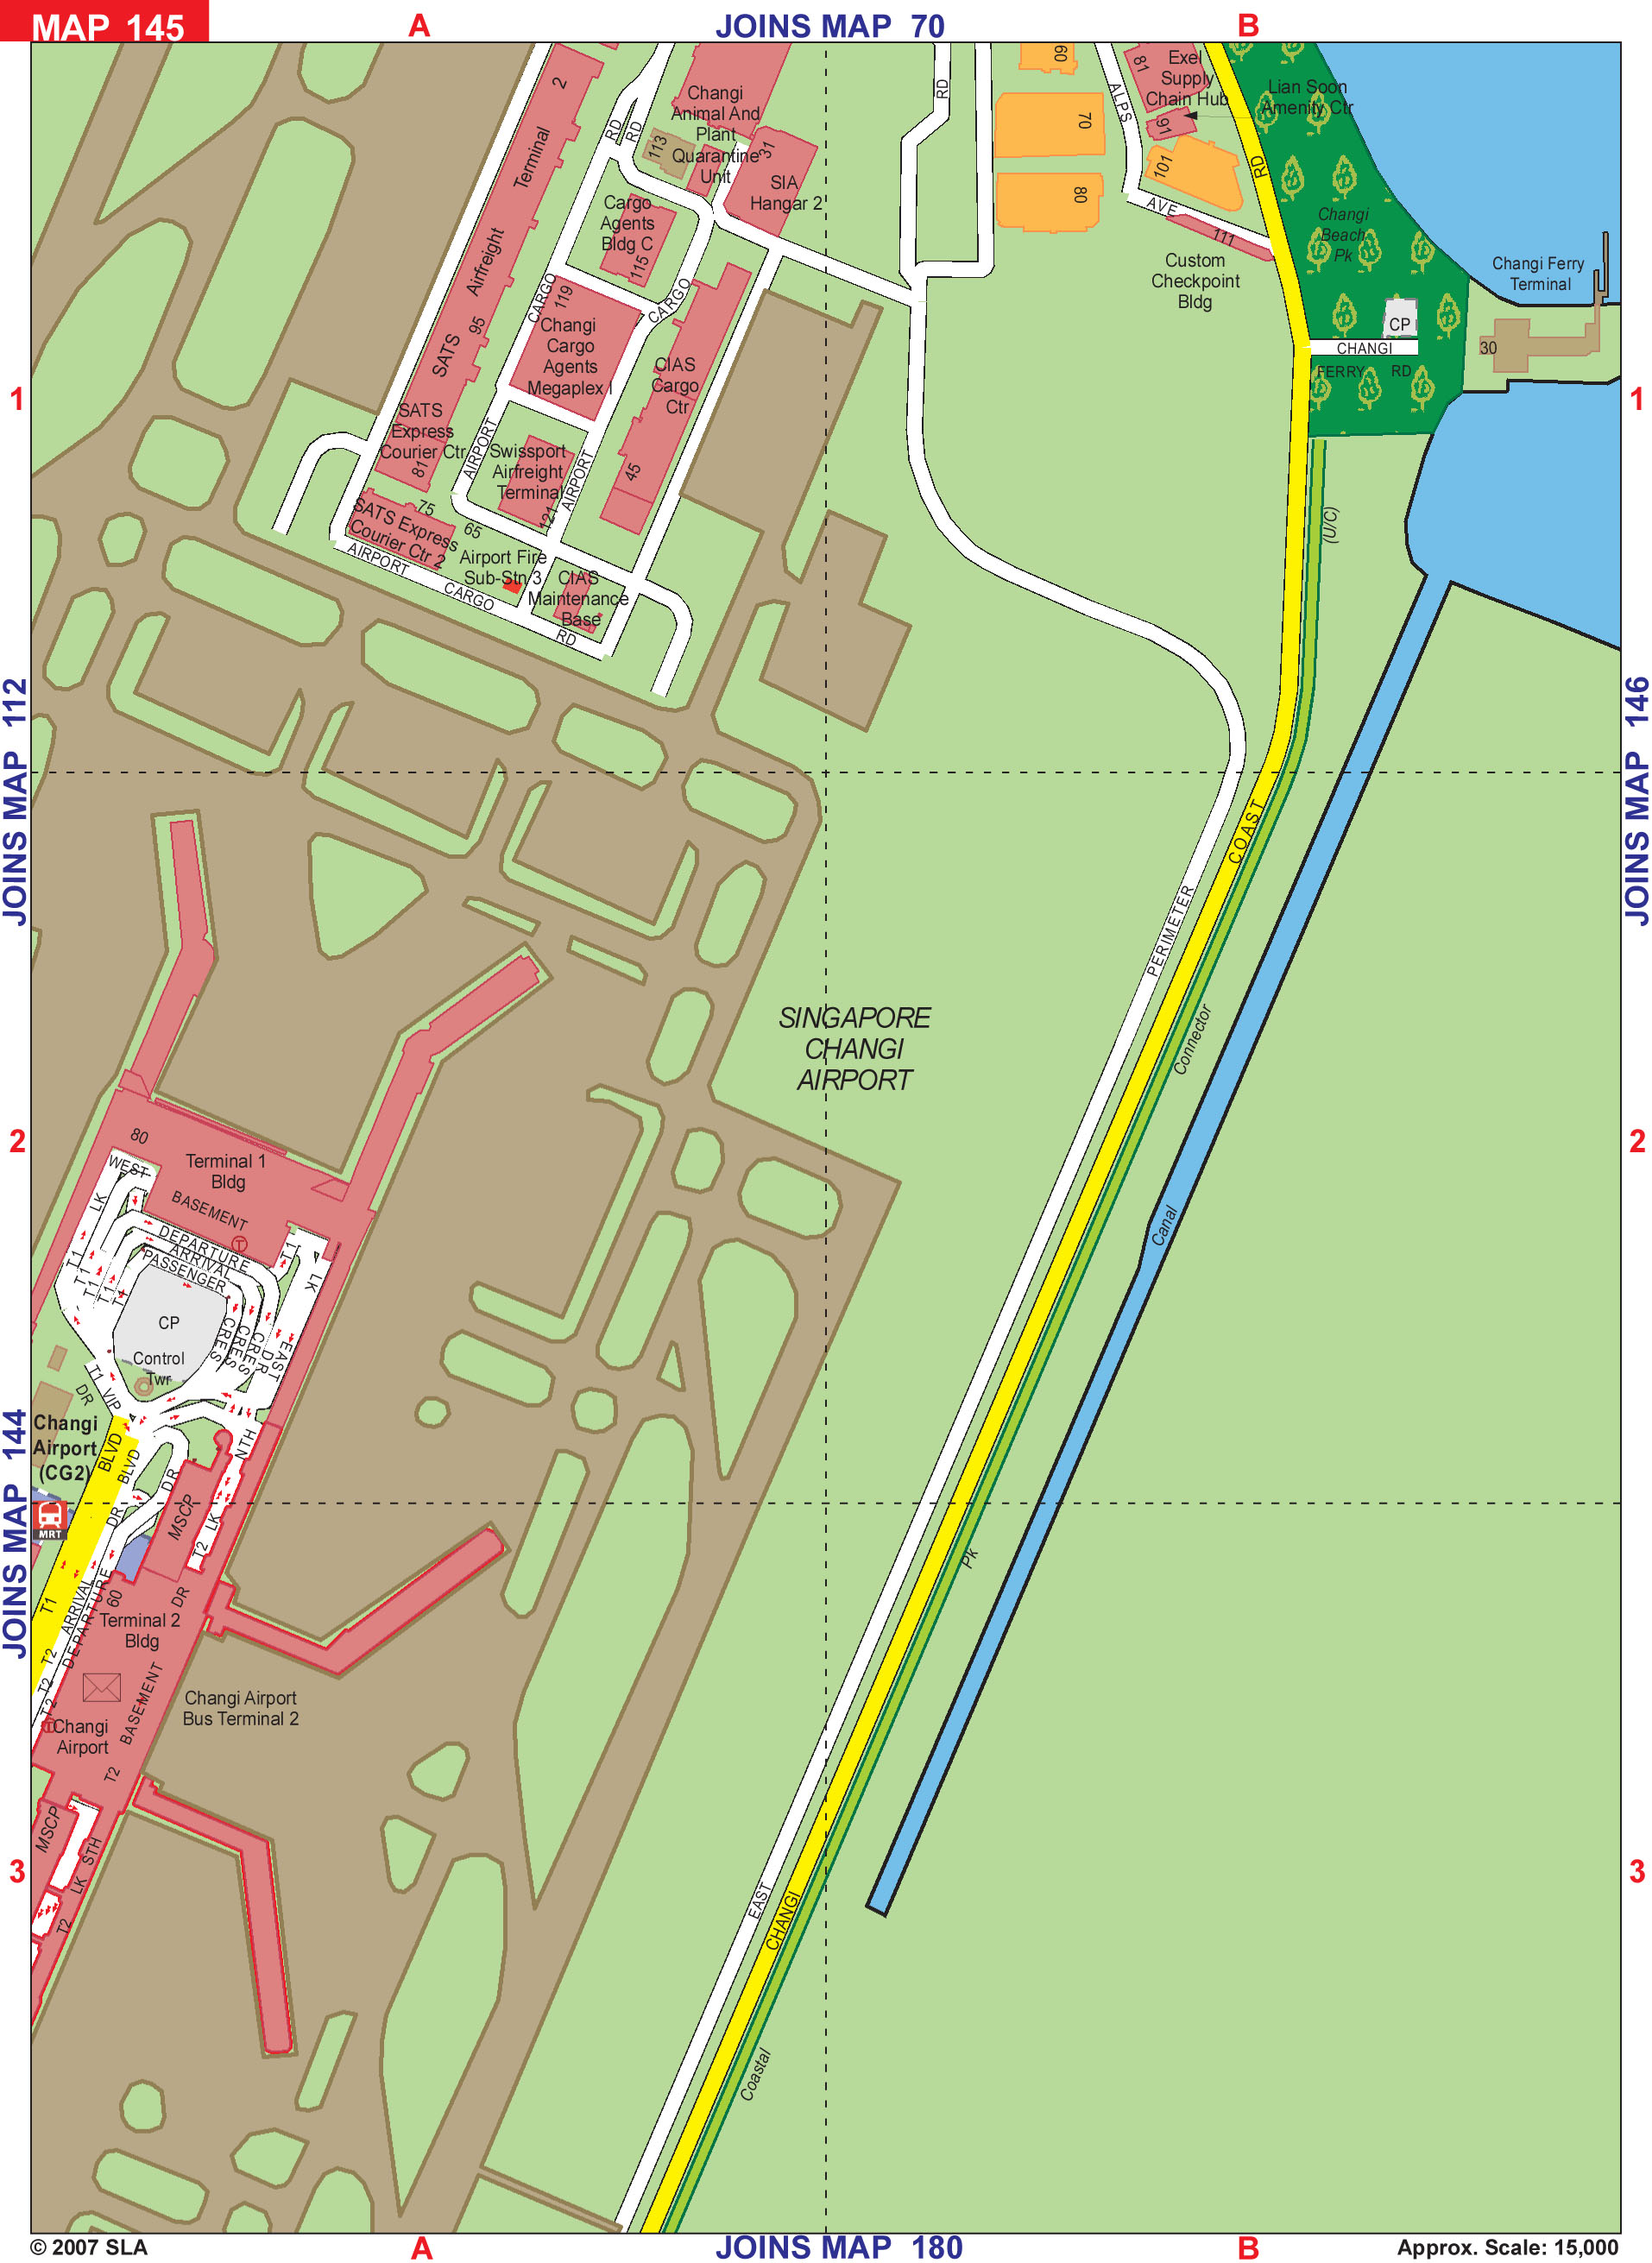 MAP 145
A
JOINS MAP 70
B
2
Terminal
Airfreight
SATS
95
RD
RD
113
Changi
Animal And
Plant
Quarantine
Unit
31
SIA
Hangar 2
Cargo
Agents
Bldg C
115
CARGO
CARGO
119
Changi
Cargo
Agents
Megaplex I
CIAS
Cargo
Ctr
45
SATS
Express
Courier Ctr
81
AIRPORT
Swissport
Airfreight
Terminal
121
AIRPORT
75
65
SATS Express
Courier Ctr 2
Airport Fire
Sub-Stn 3
CIAS
Maintenance
Base
AIRPORT
CARGO
RD
RD
60
70
80
ALPS
AVE
81
Exel
Supply
Chain Hub
91
101
111
Lian Soon
Amenity Ctr
RD
Custom
Checkpoint
Bldg
Changi
Beach
Pk
CP
CHANGI
FERRY RD
Changi Ferry
Terminal
30
(U/C)
1
1
JOINS MAP 112
JOINS MAP 146
COAST
PERIMETER
Connector
Canal
SINGAPORE
CHANGI
AIRPORT
2
2
80
Terminal 1
Bldg
BASEMENT
WEST
LK
T1
T1
T1
T1
DEPARTURE
ARRIVAL
PASSENGER
T1
LK
CRES
CRES
CRES
C DR
EAST
CP
Control
Twr
T1 VIP
DR
Changi
Airport
(CG2)
BLVD
BLVD
DR
DR
NTH
MSCP
T2 LK
MRT
T1
ARRIVAL
DEPARTURE
60
DR
Terminal 2
Bldg
T2
T2
T2
BASEMENT
Changi
Airport
Changi Airport
Bus Terminal 2
T2
MSCP
STH
LK
T2
JOINS MAP 144
3
3
Pk
EAST
CHANGI
Coastal
© 2007 SLA
A
JOINS MAP 180
B
Approx. Scale: 15,000